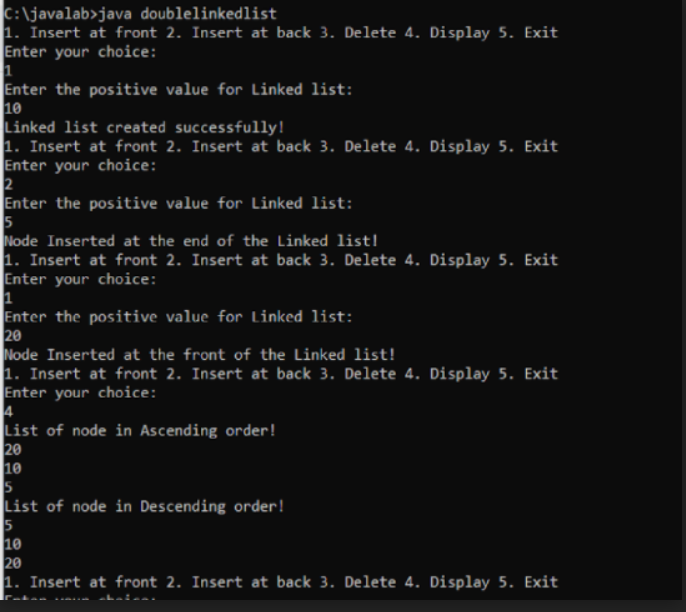 C:\javalab>java doublelinkedlist
1. Insert at front 2. Insert at back 3. Delete 4. Display 5. Exit
Enter your choice:
1
Enter the positive value for Linked list:
10
Linked list created successfully!
1. Insert at front 2. Insert at back 3. Delete 4. Display 5. Exit
Enter your choice:
2
Enter the positive value for Linked list:
5
Node Inserted at the end of the Linked list!
1. Insert at front 2. Insert at back 3. Delete 4. Display 5. Exit
Enter your choice:
1
Enter the positive value for Linked list:
20
Node Inserted at the front of the Linked list!
1. Insert at front 2. Insert at back 3. Delete 4. Display 5. Exit
Enter your choice:
4
List of node in Ascending order!
20
10
5
List of node in Descending order!
5
10
20
1. Insert at front 2. Insert at back 3. Delete 4. Display 5. Exit
Enter your choice: